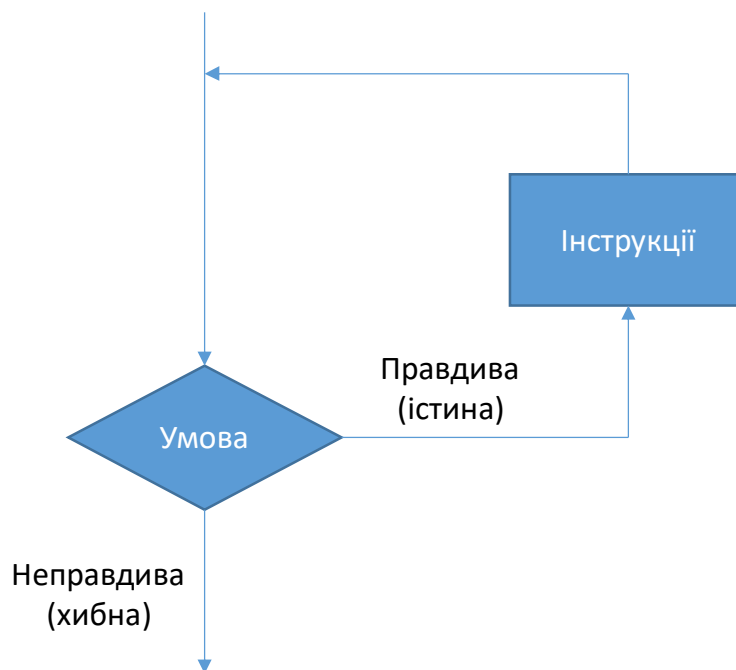 Інструкції
Правдива
(істина)
Умова
Неправдива
(хибна)